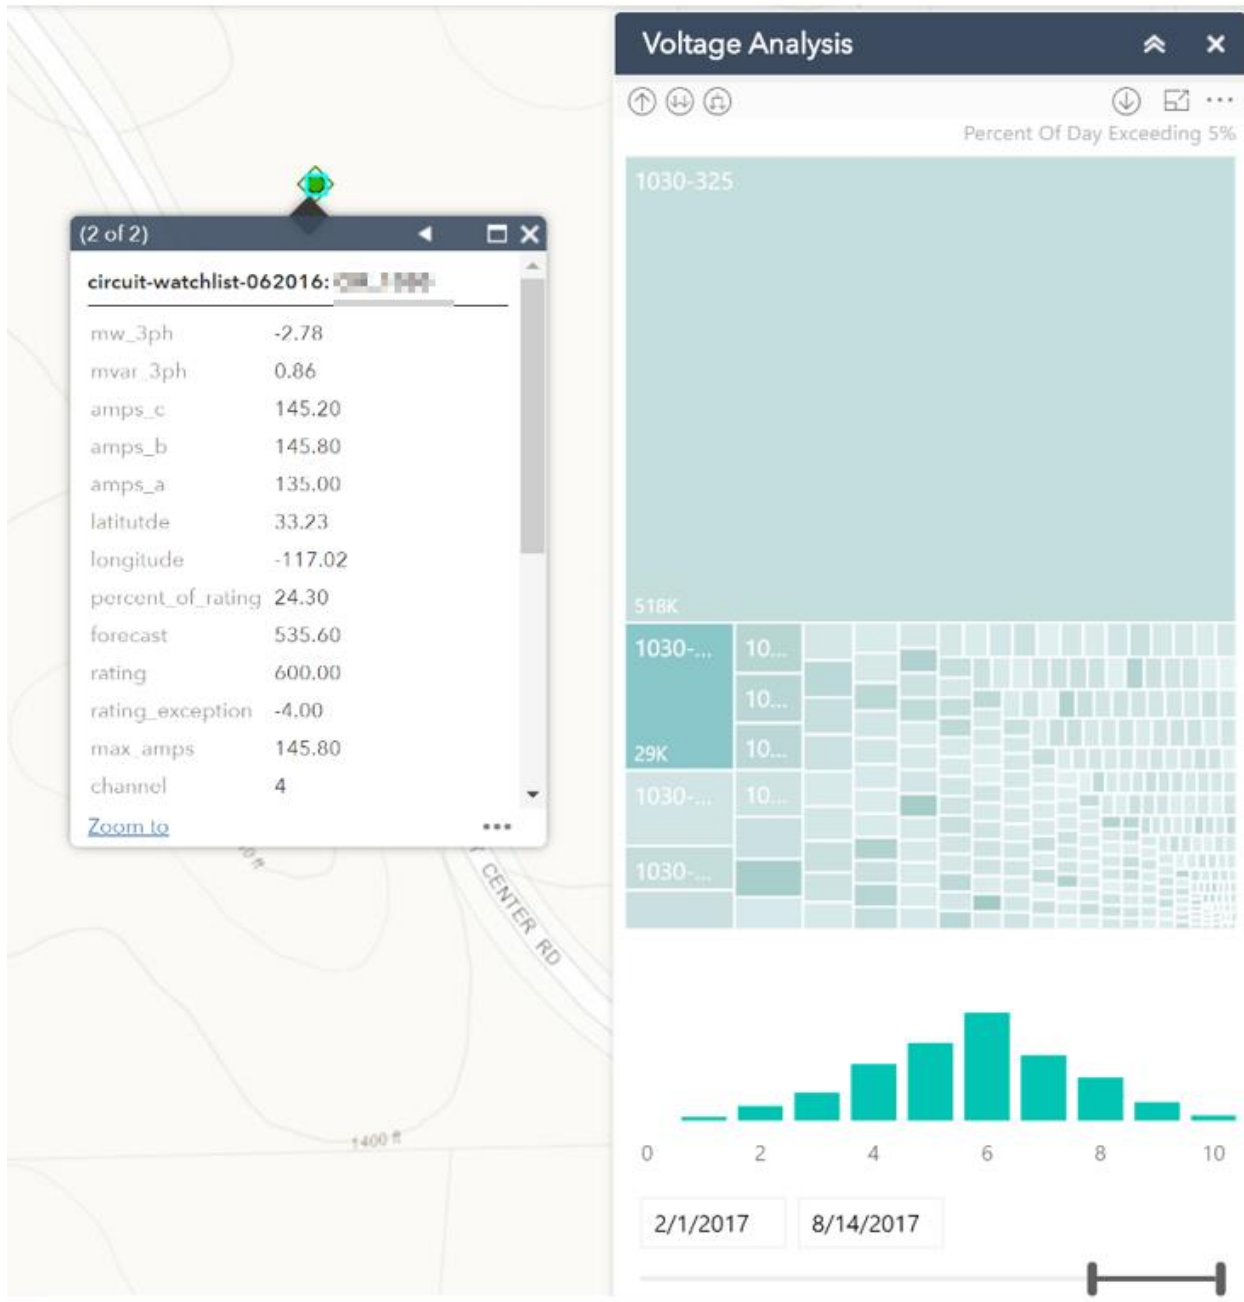 Voltage Analysis
Percent Of Day Exceeding 5%
1030-325
518K
1030-...
29K
1030-...
1030-...
10...
10...
10...
10...
(2 of 2)
circuit-watchlist-062016:
mw_3ph -2.78
mvar_3ph 0.86
amps_c 145.20
amps_b 145.80
amps_a 135.00
latitutde 33.23
longitude -117.02
percent_of_rating 24.30
forecast 535.60
rating 600.00
rating_exception -4.00
max_amps 145.80
channel 4
Zoom to
CENTER RD
1400 ft
0 2 4 6 8 10
2/1/2017 8/14/2017